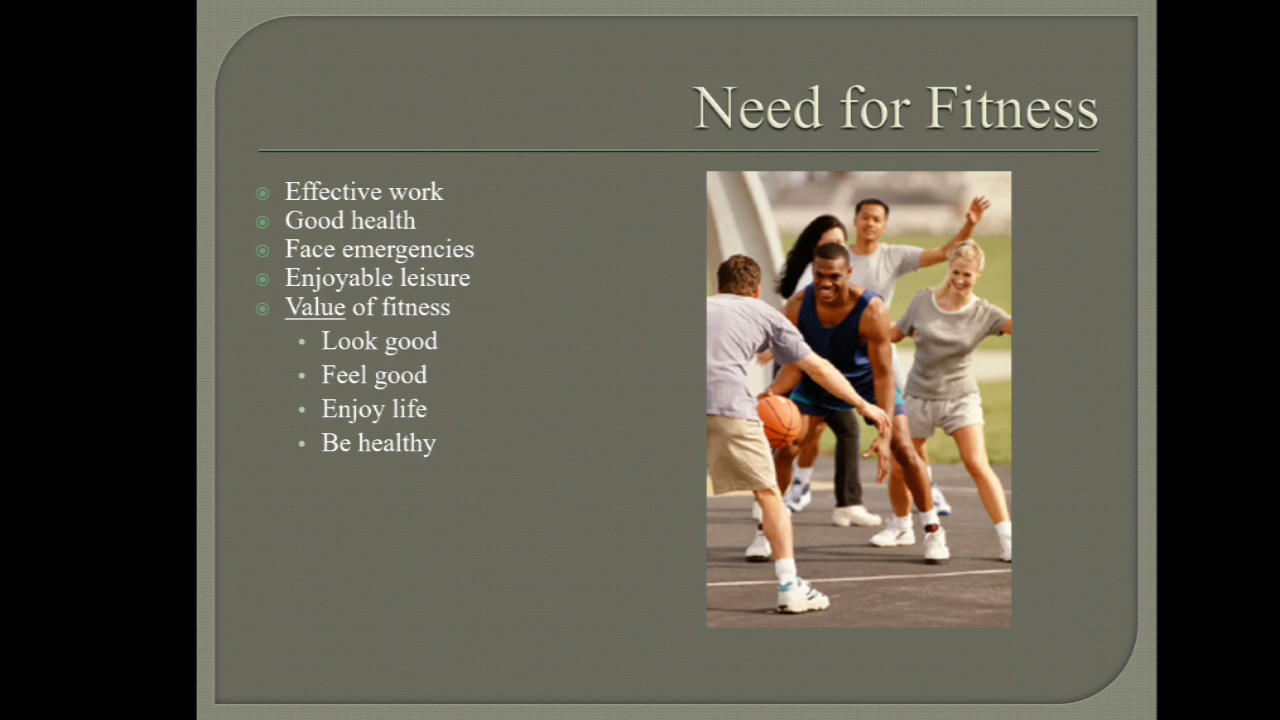 Need for Fitness
Effective work
Good health
Face emergencies
Enjoyable leisure
Value of fitness
Look good
Feel good
Enjoy life
Be healthy